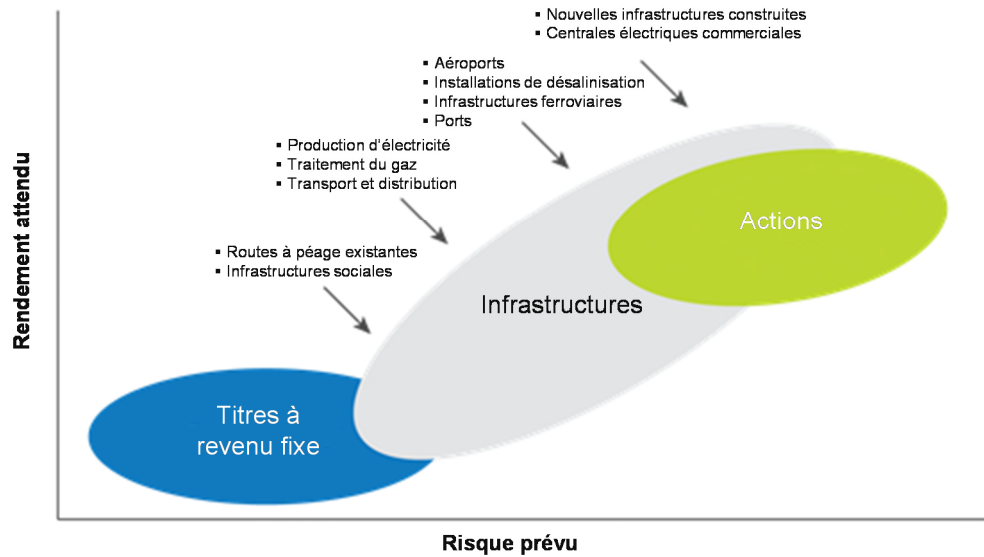 ▪ Nouvelles infrastructures construites
▪ Centrales électriques commerciales
▪ Aéroports
▪ Installations de désalinisation
▪ Infrastructures ferroviaires
▪ Ports
▪ Production d'électricité
▪ Traitement du gaz
▪ Transport et distribution
▪ Routes à péage existantes
▪ Infrastructures sociales
Rendement attendu
Actions
Infrastructures
Titres à
revenu fixe
Risque prévu